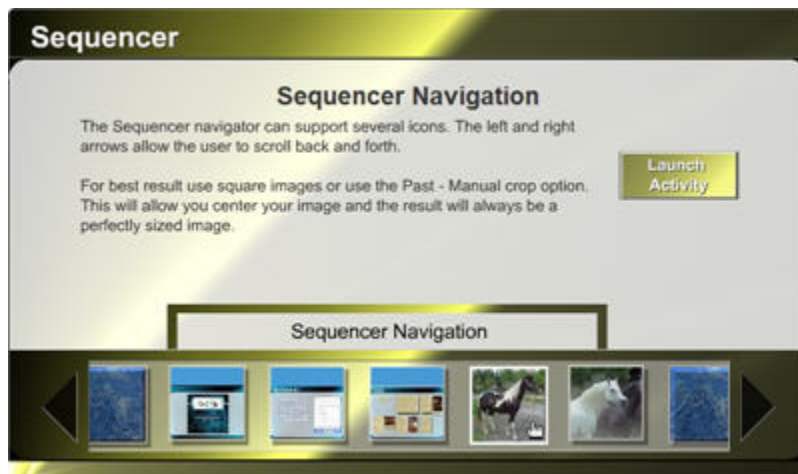 Sequencer
Sequencer Navigation
The Sequencer navigator can support several icons. The left and right
arrows allow the user to scroll back and forth.
For best result use square images or use the Past - Manual crop option.
This will allow you center your image and the result will always be a
perfectly sized image.
Launch
Activity
Sequencer Navigation